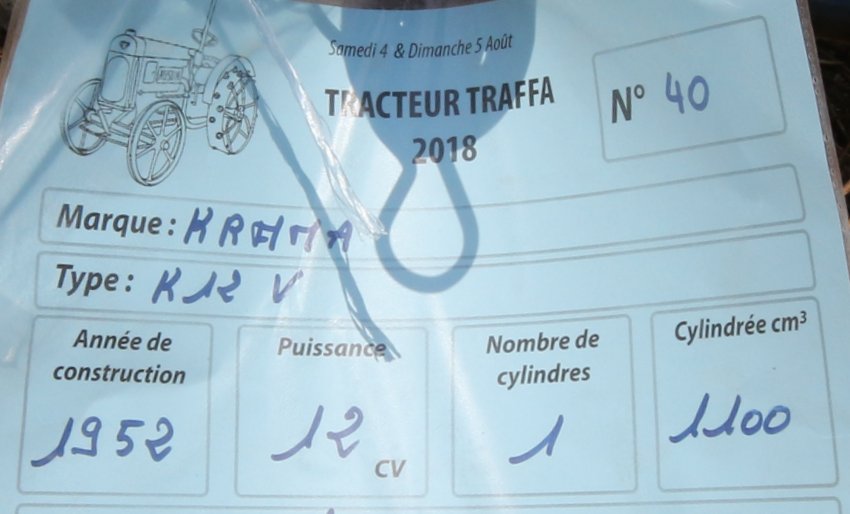 Samedi 4 & Dimanche 5 Août
TRACTEUR TRAFFA
2018
N° 40
Marque : KRAMA
Type : K12 V
Année de construction
1952
Puissance
12 CV
Nombre de cylindres
1
Cylindrée cm³
1100